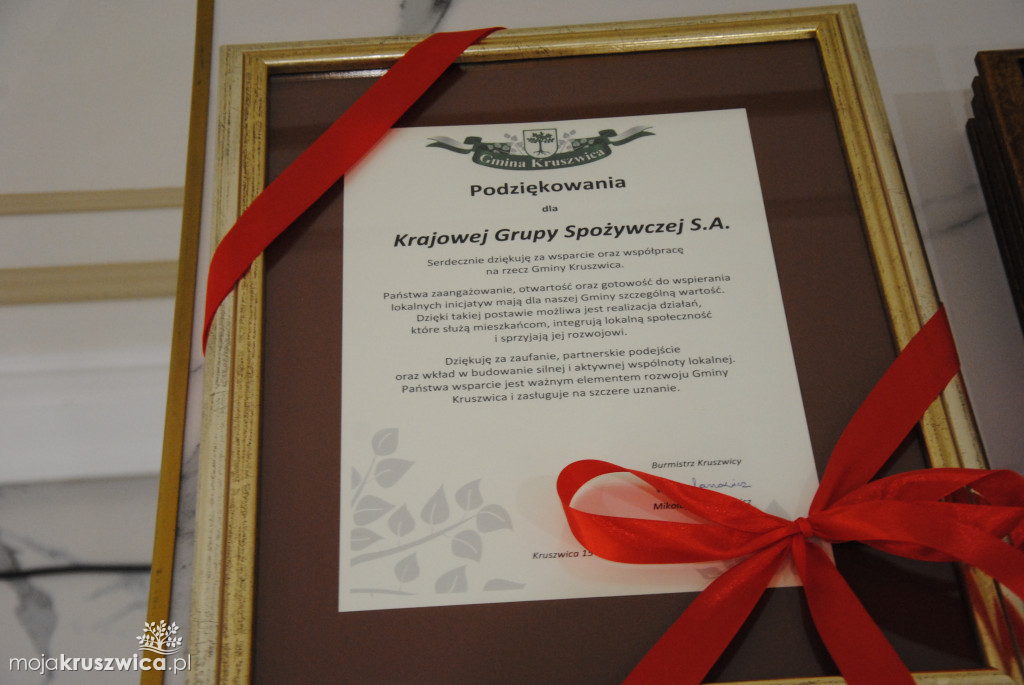 Gmina Kruszwica
Podziękowania
dla
Krajowej Grupy Spożywczej S.A.
Serdecznie dziękuję za wsparcie oraz współpracę
na rzecz Gminy Kruszwica.
Państwa zaangażowanie, otwartość oraz gotowość do wspierania
lokalnych inicjatyw mają dla naszej Gminy szczególną wartość.
Dzięki takiej postawie możliwa jest realizacja działań,
które służą mieszkańcom, integrują lokalną społeczność
i sprzyjają jej rozwojowi.
Dziękuję za zaufanie, partnerskie podejście
oraz wkład w budowanie silnej i aktywnej wspólnoty lokalnej.
Państwa wsparcie jest ważnym elementem rozwoju Gminy
Kruszwica i zasługuje na szczere uznanie.
Burmistrz Kruszwicy
Kruszwica
mojakruszwica.pl